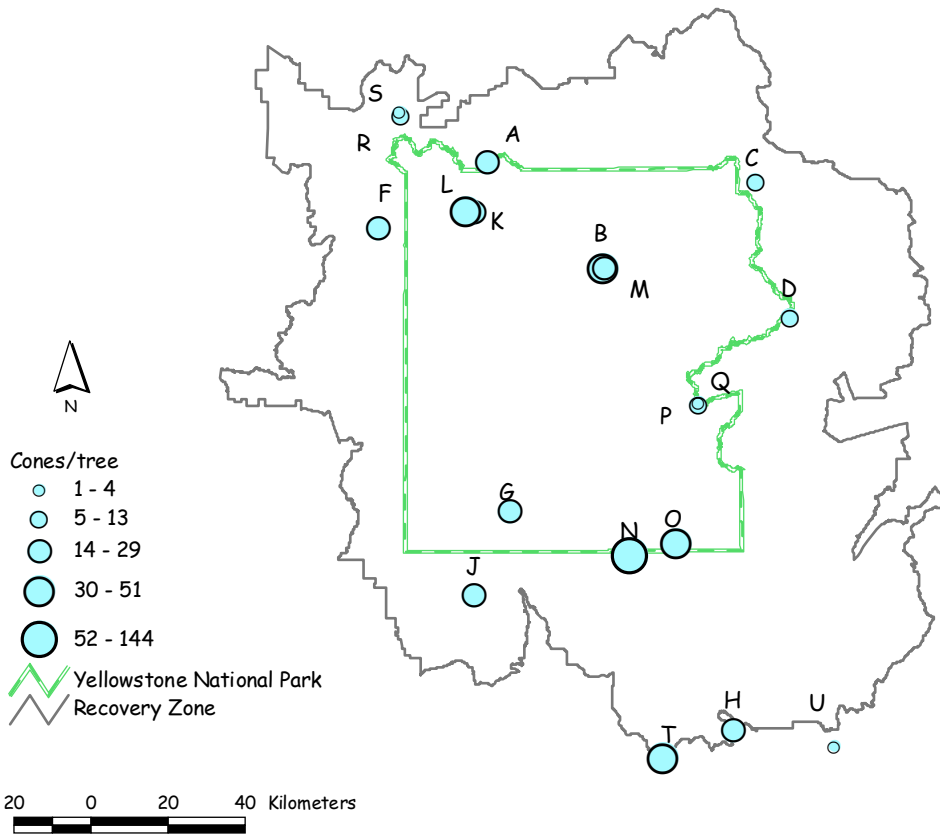 S
A
R
C
L
F
K
B
M
D
Q
P
N
Cones/tree
1 - 4
5 - 13
14 - 29
30 - 51
52 - 144
Yellowstone National Park
Recovery Zone
G
N
O
J
H
U
T
20 0 20 40 Kilometers